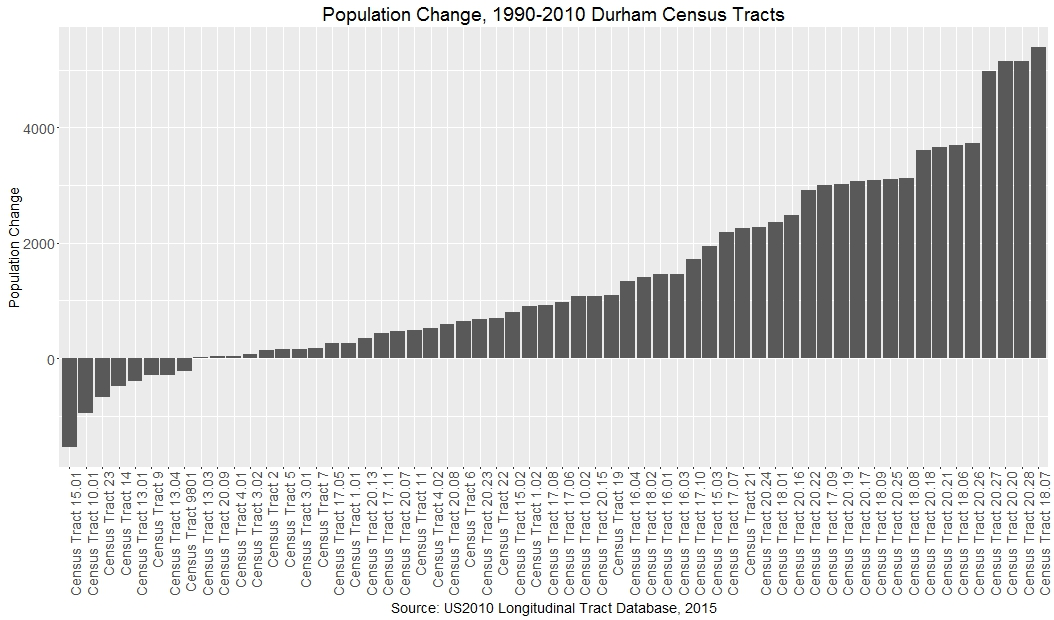 Population Change, 1990-2010 Durham Census Tracts
Population Change
4000
2000
0
Census Tract 15.01
Census Tract 10.01
Census Tract 23
Census Tract 14
Census Tract 13.01
Census Tract 9
Census Tract 13.04
Census Tract 9801
Census Tract 13.03
Census Tract 20.09
Census Tract 4.01
Census Tract 3.02
Census Tract 2
Census Tract 5
Census Tract 3.01
Census Tract 7
Census Tract 17.05
Census Tract 1.01
Census Tract 20.13
Census Tract 17.11
Census Tract 20.07
Census Tract 11
Census Tract 4.02
Census Tract 20.08
Census Tract 6
Census Tract 20.23
Census Tract 22
Census Tract 15.02
Census Tract 1.02
Census Tract 17.08
Census Tract 17.06
Census Tract 10.02
Census Tract 20.15
Census Tract 19
Census Tract 16.04
Census Tract 18.02
Census Tract 16.01
Census Tract 16.03
Census Tract 17.10
Census Tract 15.03
Census Tract 17.07
Census Tract 21
Census Tract 20.24
Census Tract 18.01
Census Tract 20.16
Census Tract 20.22
Census Tract 17.09
Census Tract 20.19
Census Tract 20.17
Census Tract 18.09
Census Tract 20.25
Census Tract 18.08
Census Tract 20.18
Census Tract 20.21
Census Tract 18.06
Census Tract 20.26
Census Tract 20.27
Census Tract 20.20
Census Tract 20.28
Census Tract 18.07
Source: US2010 Longitudinal Tract Database, 2015